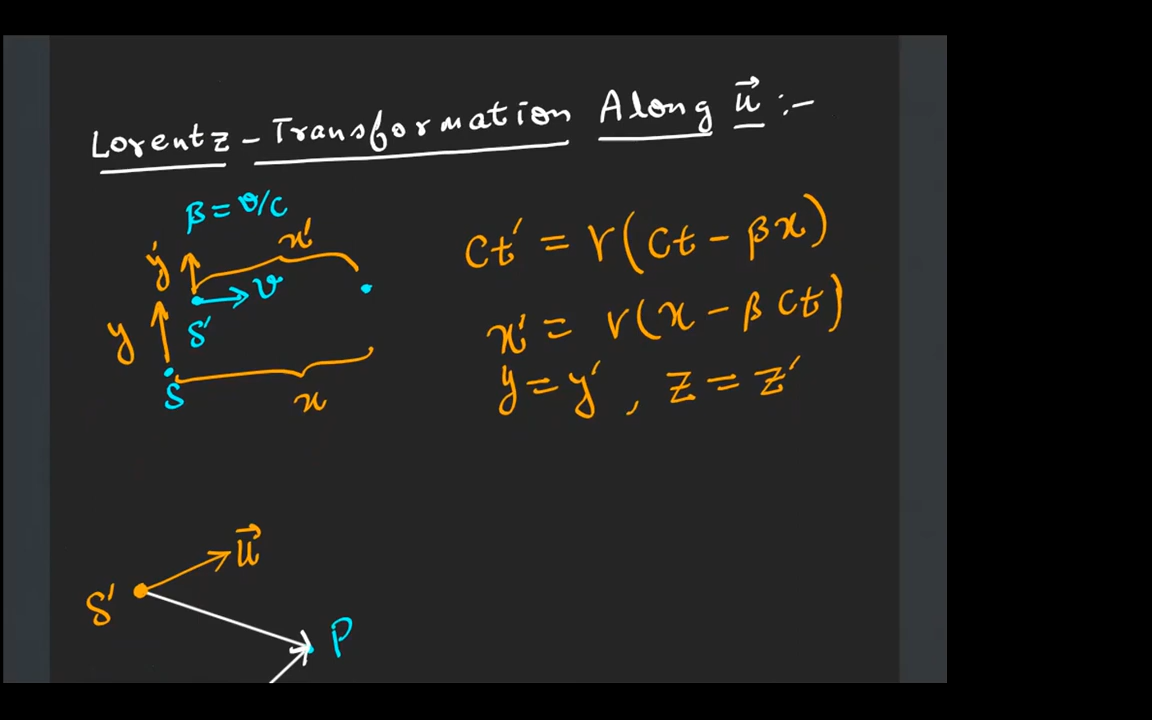 Lorentz-Transformation Along u⃗ :-
β = v/c
x'
y'
v
S'
y
S
x
ct' = γ(ct - βx)
x' = γ(x - βct)
y = y', z = z'
u⃗
S'
P